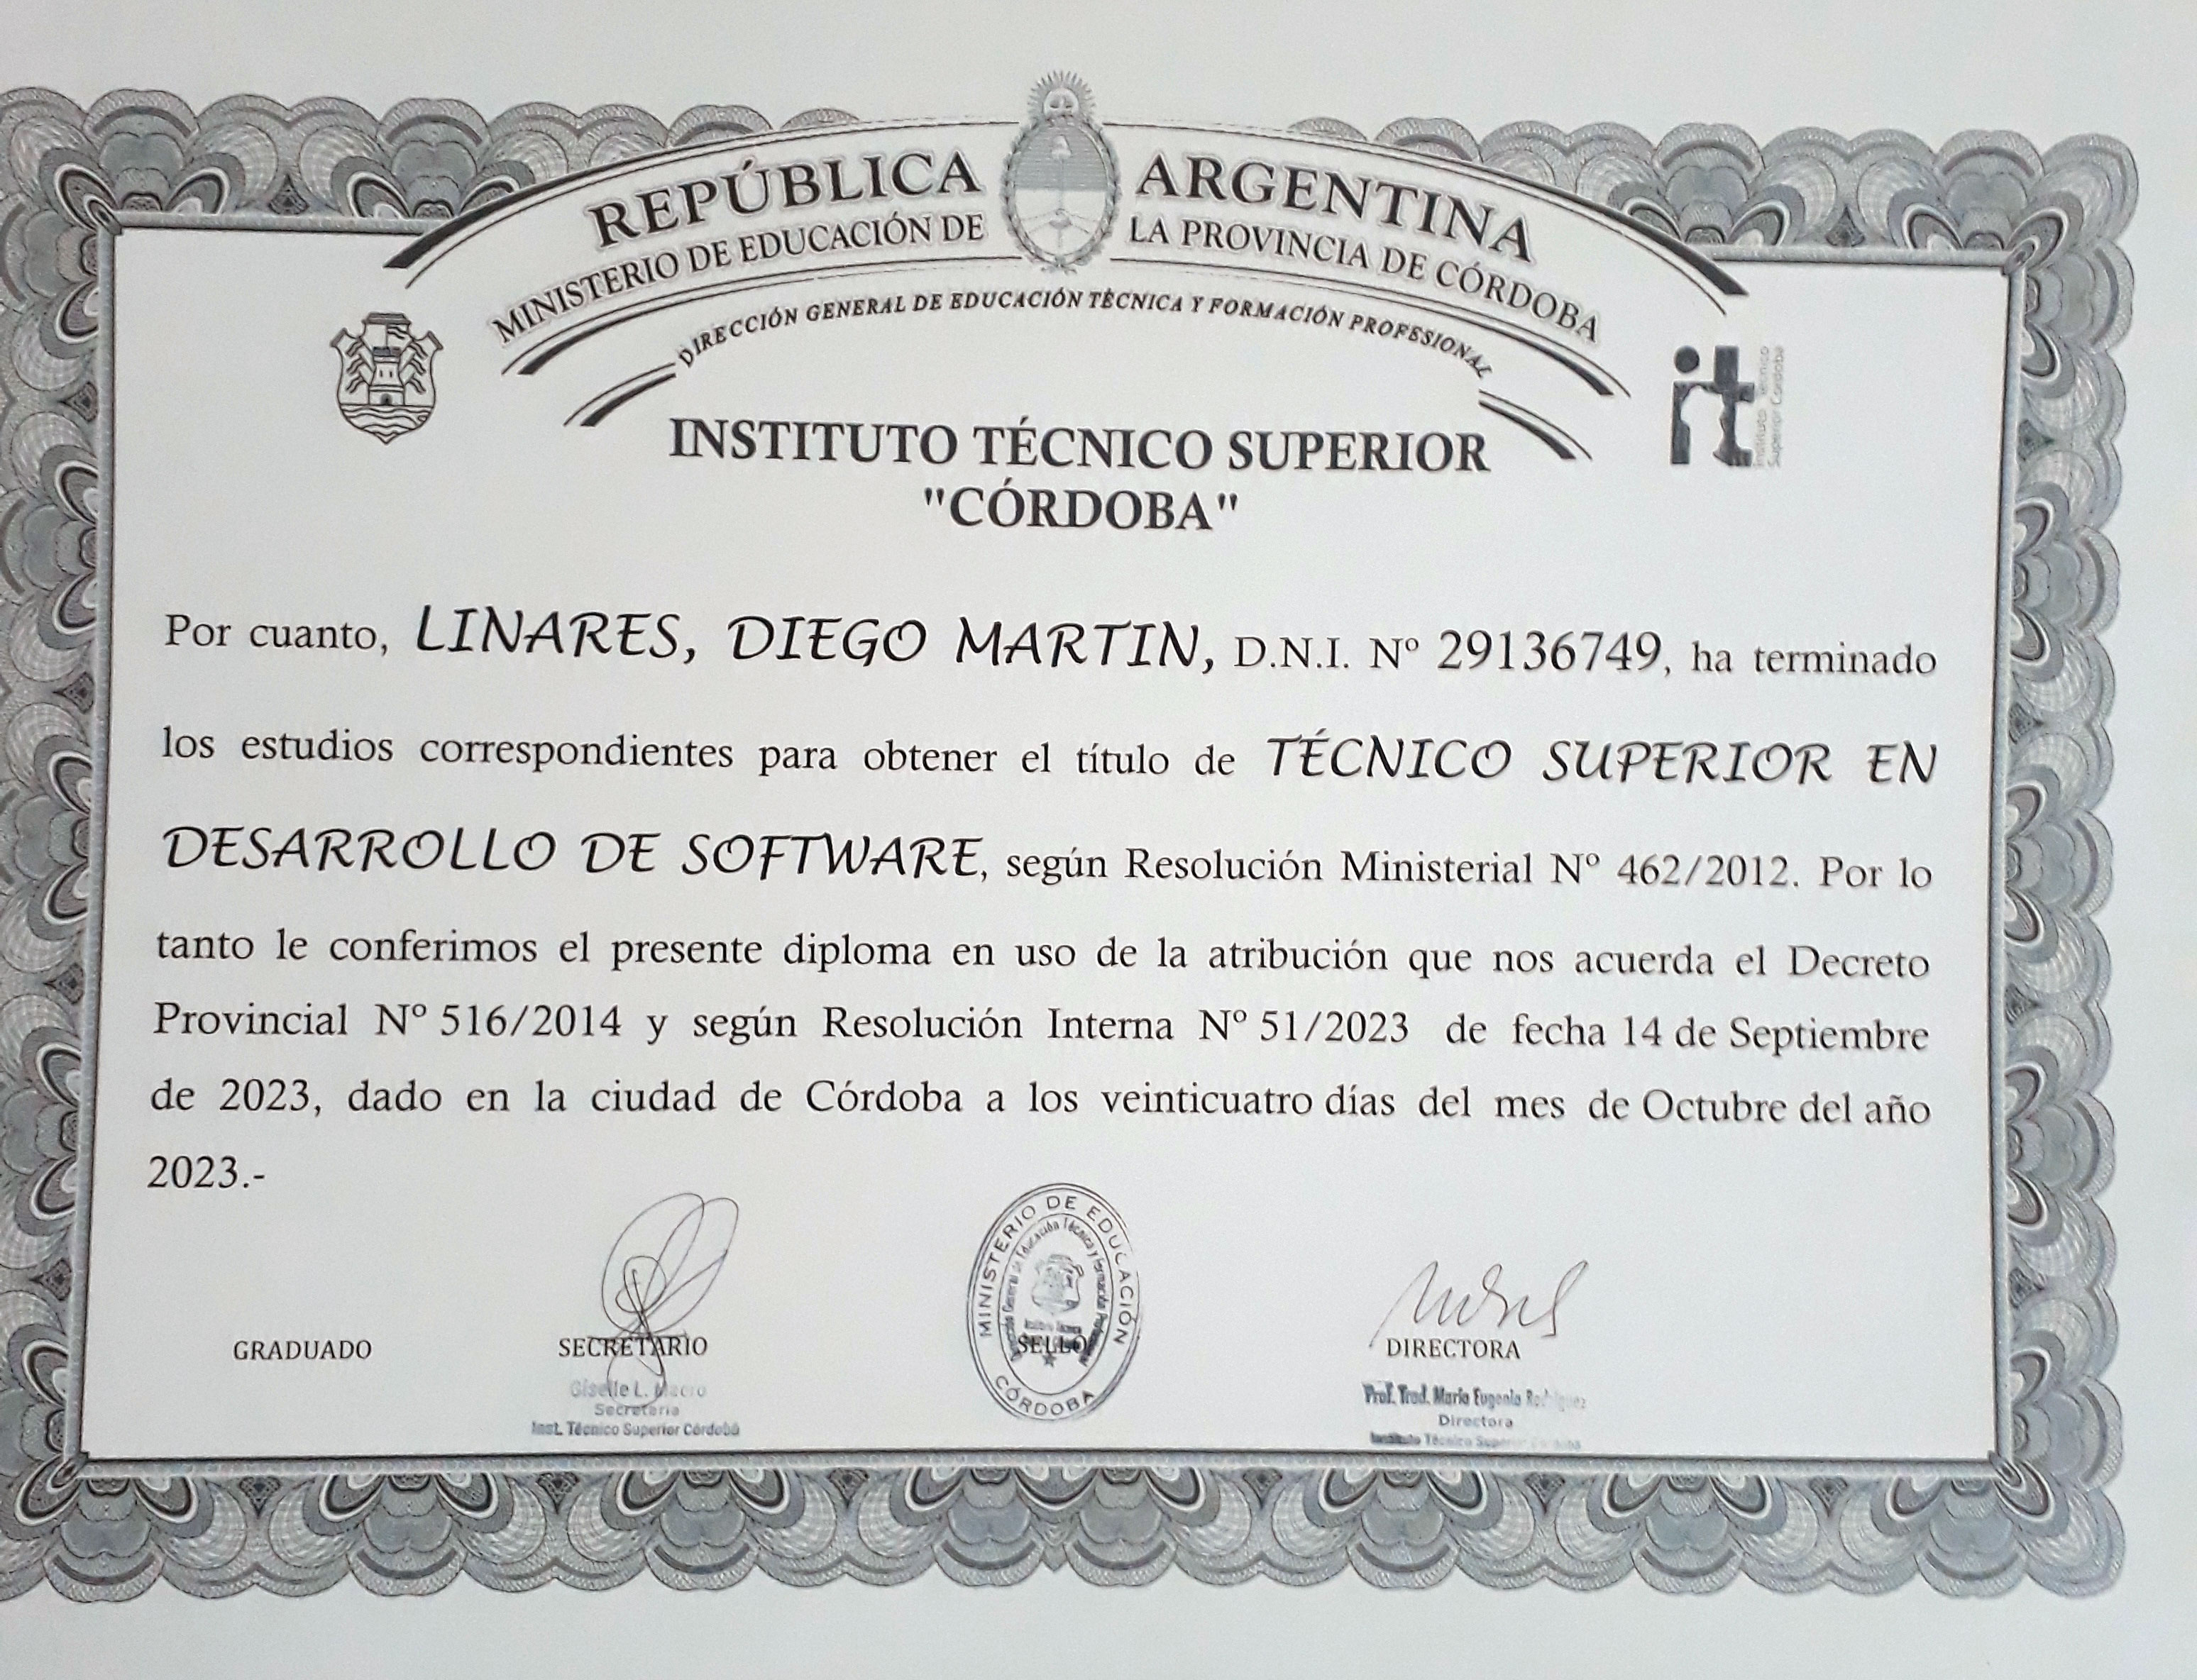 REPÚBLICA ARGENTINA
MINISTERIO DE EDUCACIÓN DE LA PROVINCIA DE CÓRDOBA
DIRECCIÓN GENERAL DE EDUCACIÓN TÉCNICA Y FORMACIÓN PROFESIONAL
it
Instituto Técnico
Superior Córdoba
INSTITUTO TÉCNICO SUPERIOR
"CÓRDOBA"
Por cuanto, LINARES, DIEGO MARTIN, D.N.I. Nº 29136749, ha terminado
los estudios correspondientes para obtener el título de TÉCNICO SUPERIOR EN
DESARROLLO DE SOFTWARE, según Resolución Ministerial Nº 462/2012. Por lo
tanto le conferimos el presente diploma en uso de la atribución que nos acuerda el Decreto
Provincial Nº 516/2014 y según Resolución Interna Nº 51/2023 de fecha 14 de Septiembre
de 2023, dado en la ciudad de Córdoba a los veinticuatro días del mes de Octubre del año
2023.-
GRADUADO
SECRETARIO
Giselle L.
Secretaria
Inst. Técnico Superior Córdoba
MINISTERIO DE EDUCACIÓN
Dirección General de Educación Técnica y Formación Profesional
SELLO
CÓRDOBA
DIRECTORA
Prof. Trad. María Eugenia Rodríguez
Directora
Instituto Técnico Superior Córdoba